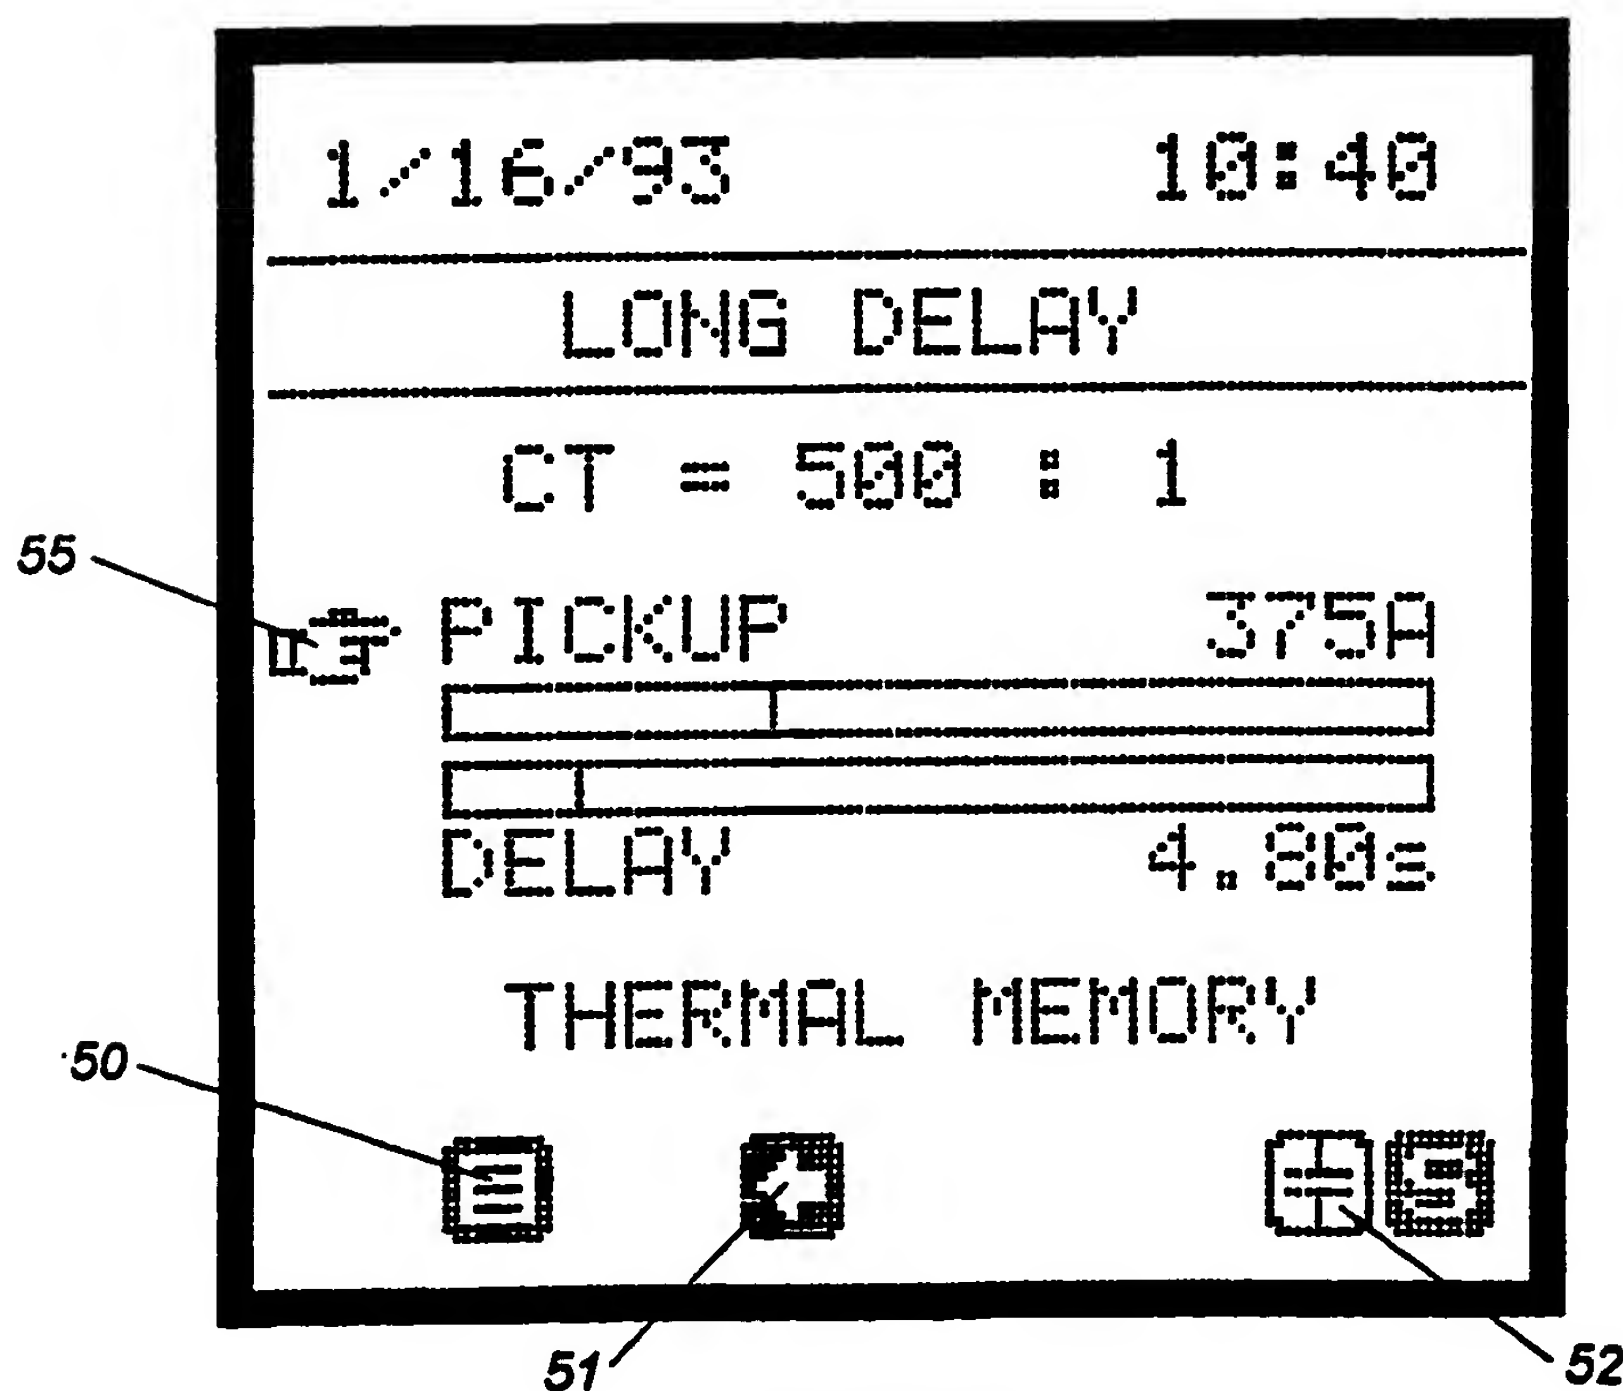 1/16/93 10:40
LONG DELAY
CT = 500 : 1
55
PICKUP 375A
DELAY 4.80s
THERMAL MEMORY
50
S
51
52